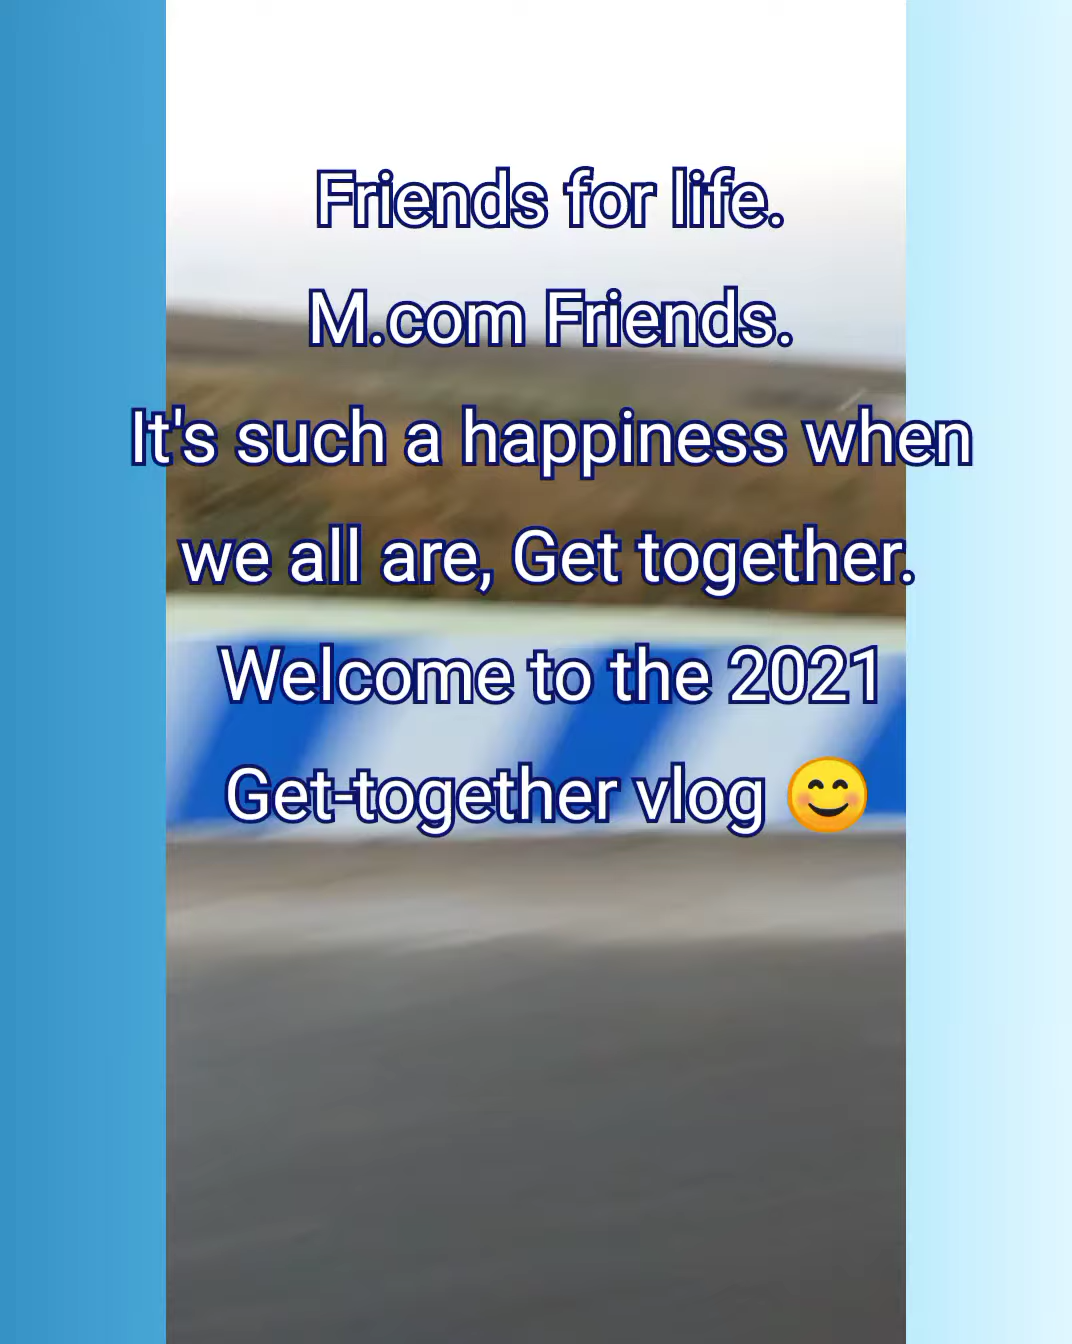 Friends for life.
M.com Friends.
It's such a happiness when
we all are, Get together.
Welcome to the 2021
Get-together vlog 😊